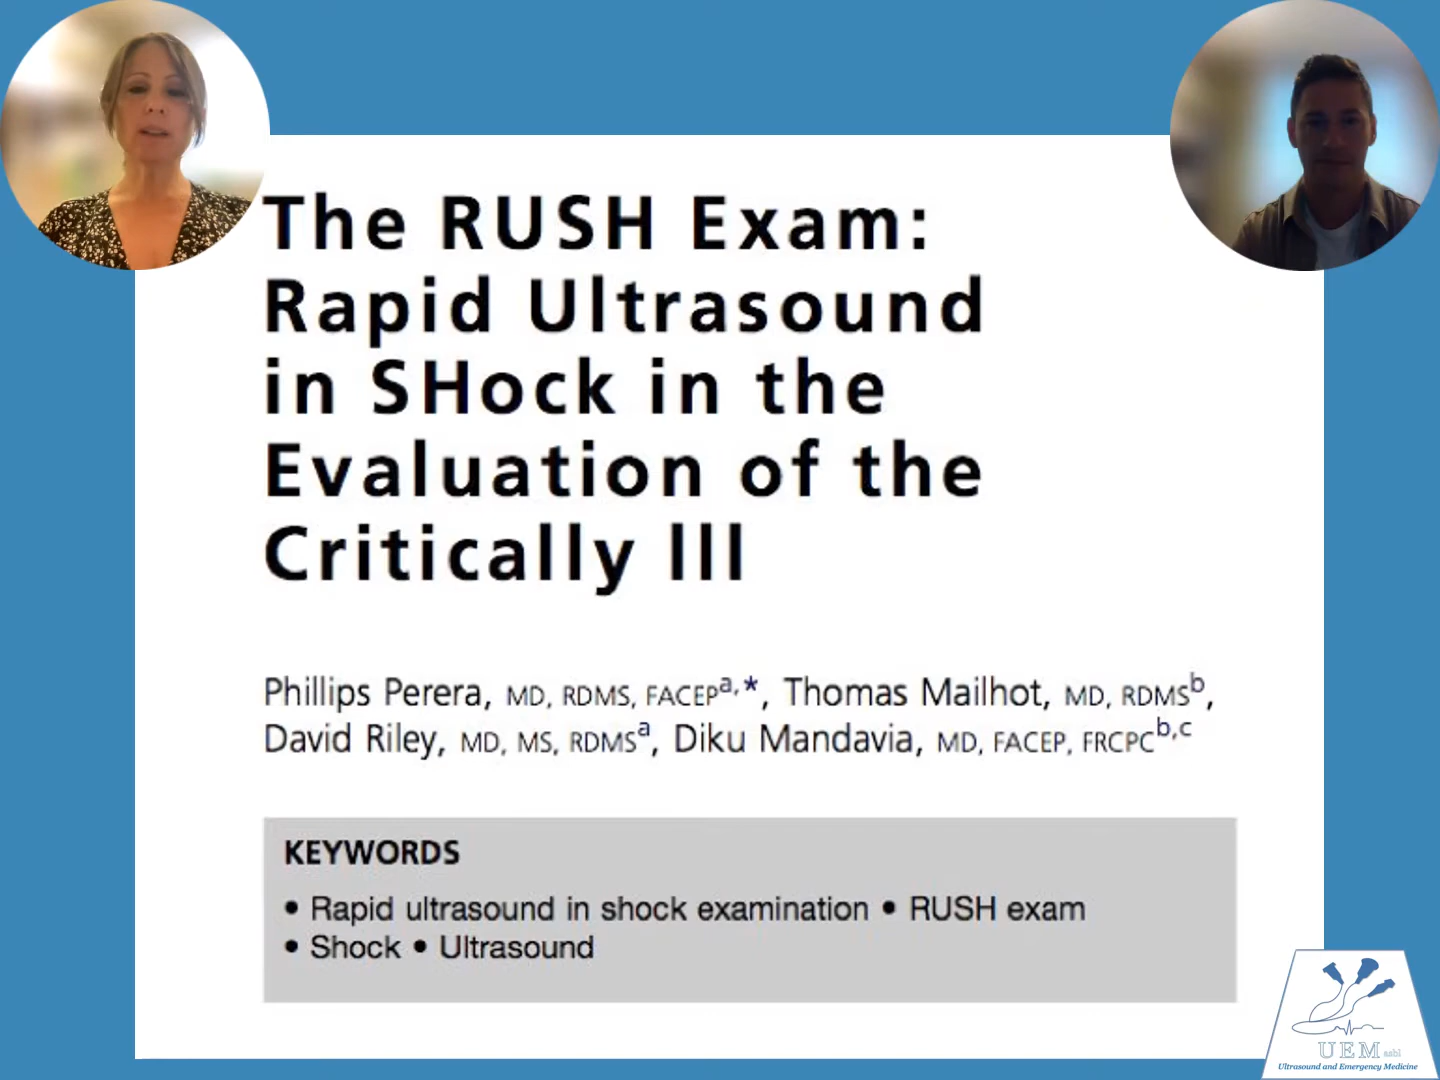 The RUSH Exam:
Rapid Ultrasound
in SHock in the
Evaluation of the
Critically Ill
Phillips Perera, MD, RDMS, FACEPa,*, Thomas Mailhot, MD, RDMSb,
David Riley, MD, MS, RDMSa, Diku Mandavia, MD, FACEP, FRCPCb,c
KEYWORDS
• Rapid ultrasound in shock examination • RUSH exam
• Shock • Ultrasound
UEM asbl
Ultrasound and Emergency Medicine